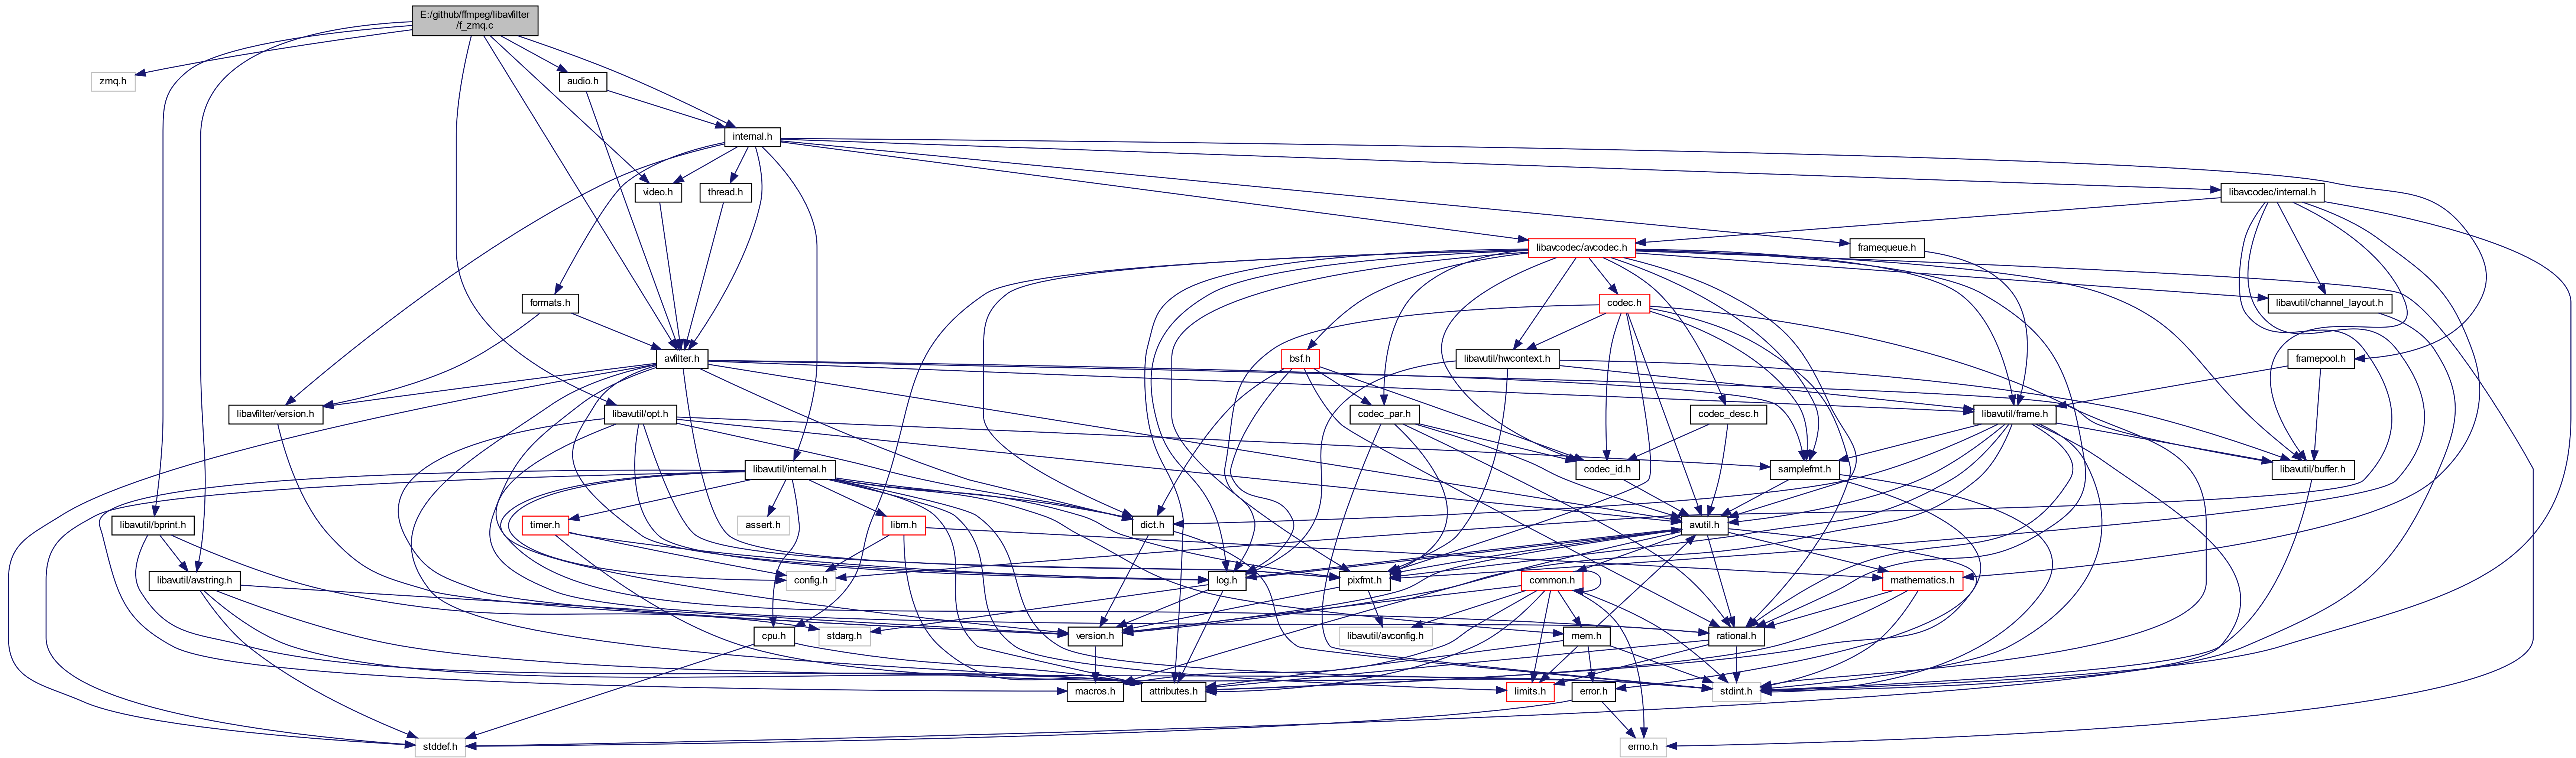 E:/github/ffmpeg/libavfilter
/f_zmq.c
zmq.h
audio.h
internal.h
video.h
thread.h
libavcodec/internal.h
libavcodec/avcodec.h
framequeue.h
formats.h
codec.h
libavutil/channel_layout.h
avfilter.h
bsf.h
libavutil/hwcontext.h
framepool.h
libavfilter/version.h
libavutil/opt.h
codec_par.h
codec_desc.h
libavutil/frame.h
libavutil/internal.h
codec_id.h
samplefmt.h
libavutil/buffer.h
libavutil/bprint.h
timer.h
assert.h
libm.h
dict.h
avutil.h
libavutil/avstring.h
config.h
log.h
pixfmt.h
common.h
mathematics.h
cpu.h
stdarg.h
version.h
libavutil/avconfig.h
mem.h
rational.h
macros.h
attributes.h
limits.h
error.h
stdint.h
stddef.h
errno.h